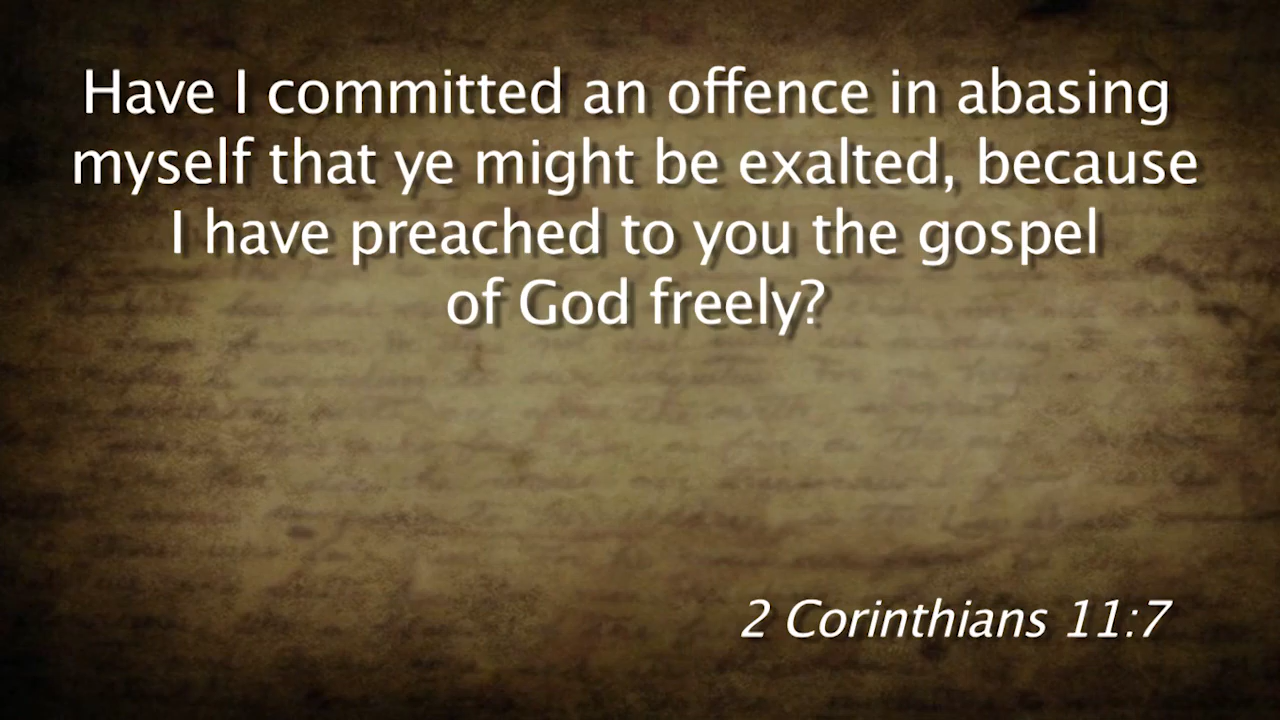 Have I committed an offence in abasing
myself that ye might be exalted, because
I have preached to you the gospel
of God freely?
2 Corinthians 11:7